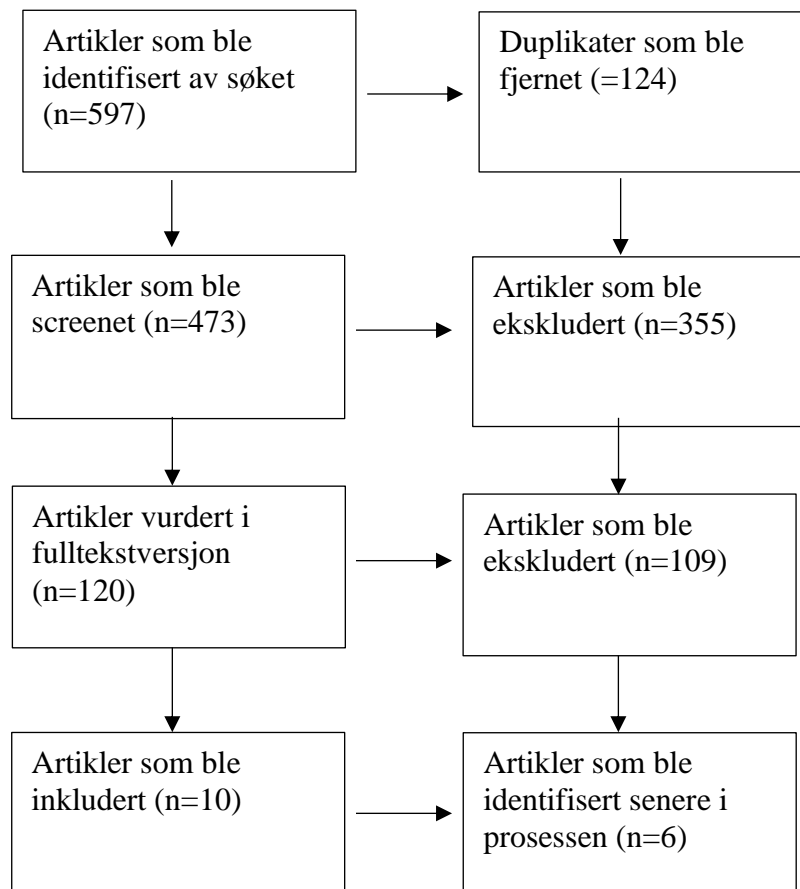 Artikler som ble
identifisert av søket
(n=597)
Duplikater som ble
fjernet (=124)
Artikler som ble
screenet (n=473)
Artikler som ble
ekskludert (n=355)
Artikler vurdert i
fulltekstversjon
(n=120)
Artikler som ble
ekskludert (n=109)
Artikler som ble
inkludert (n=10)
Artikler som ble
identifisert senere i
prosessen (n=6)